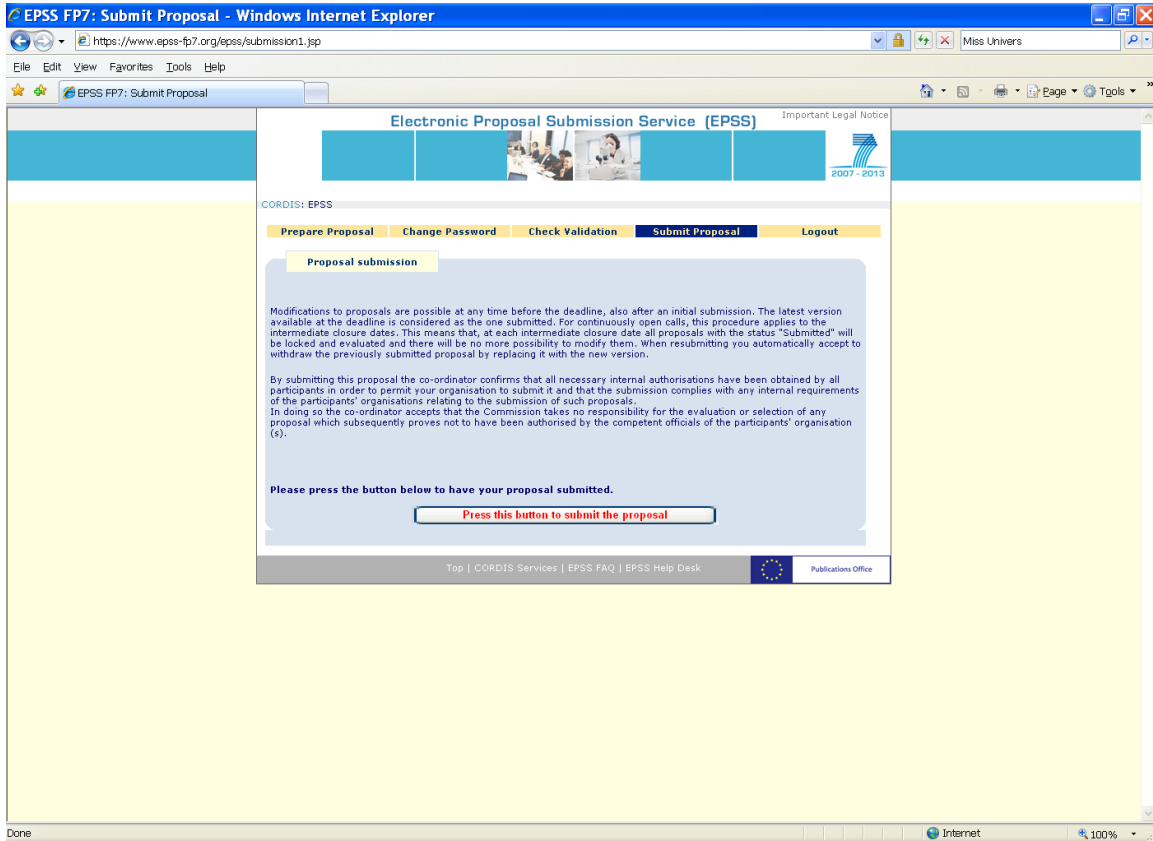 EPSS FP7: Submit Proposal - Windows Internet Explorer
https://www.epss-fp7.org/epss/submission1.jsp
Miss Univers
File Edit View Favorites Tools Help
EPSS FP7: Submit Proposal
Page Tools »
Electronic Proposal Submission Service (EPSS)
Important Legal Notice
7
2007 - 2013
CORDIS: EPSS
Prepare Proposal Change Password Check Validation Submit Proposal Logout
Proposal submission
Modifications to proposals are possible at any time before the deadline, also after an initial submission. The latest version
available at the deadline is considered as the one submitted. For continuously open calls, this procedure applies to the
intermediate closure dates. This means that, at each intermediate closure date all proposals with the status "Submitted" will
be locked and evaluated and there will be no more possibility to modify them. When resubmitting you automatically accept to
withdraw the previously submitted proposal by replacing it with the new version.
By submitting this proposal the co-ordinator confirms that all necessary internal authorisations have been obtained by all
participants in order to permit your organisation to submit it and that the submission complies with any internal requirements
of the participants' organisations relating to the submission of such proposals.
In doing so the co-ordinator accepts that the Commission takes no responsibility for the evaluation or selection of any
proposal which subsequently proves not to have been authorised by the competent officials of the participants' organisation
(s).
Please press the button below to have your proposal submitted.
Press this button to submit the proposal
Top | CORDIS Services | EPSS FAQ | EPSS Help Desk
Publications Office
Done
Internet
100%